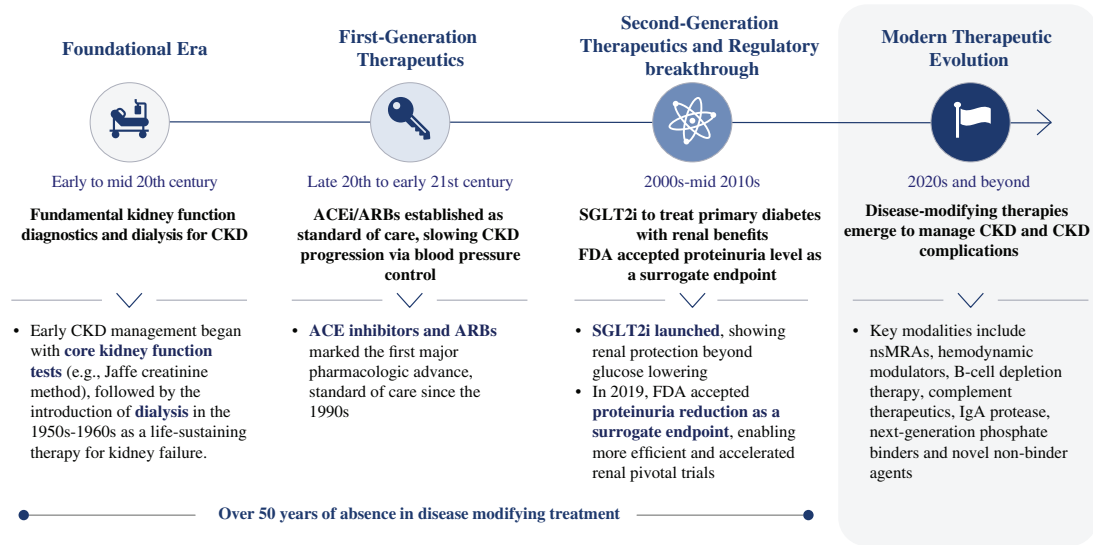 Foundational Era
Early to mid 20th century
Fundamental kidney function
diagnostics and dialysis for CKD
• Early CKD management began
with core kidney function
tests (e.g., Jaffe creatinine
method), followed by the
introduction of dialysis in the
1950s-1960s as a life-sustaining
therapy for kidney failure.
First-Generation
Therapeutics
Late 20th to early 21st century
ACEi/ARBs established as
standard of care, slowing CKD
progression via blood pressure
control
• ACE inhibitors and ARBs
marked the first major
pharmacologic advance,
standard of care since the
1990s
Second-Generation
Therapeutics and Regulatory
breakthrough
2000s-mid 2010s
SGLT2i to treat primary diabetes
with renal benefits
FDA accepted proteinuria level as
a surrogate endpoint
• SGLT2i launched, showing
renal protection beyond
glucose lowering
• In 2019, FDA accepted
proteinuria reduction as a
surrogate endpoint, enabling
more efficient and accelerated
renal pivotal trials
Modern Therapeutic
Evolution
2020s and beyond
Disease-modifying therapies
emerge to manage CKD and CKD
complications
• Key modalities include
nsMRAs, hemodynamic
modulators, B-cell depletion
therapy, complement
therapeutics, IgA protease,
next-generation phosphate
binders and novel non-binder
agents
Over 50 years of absence in disease modifying treatment